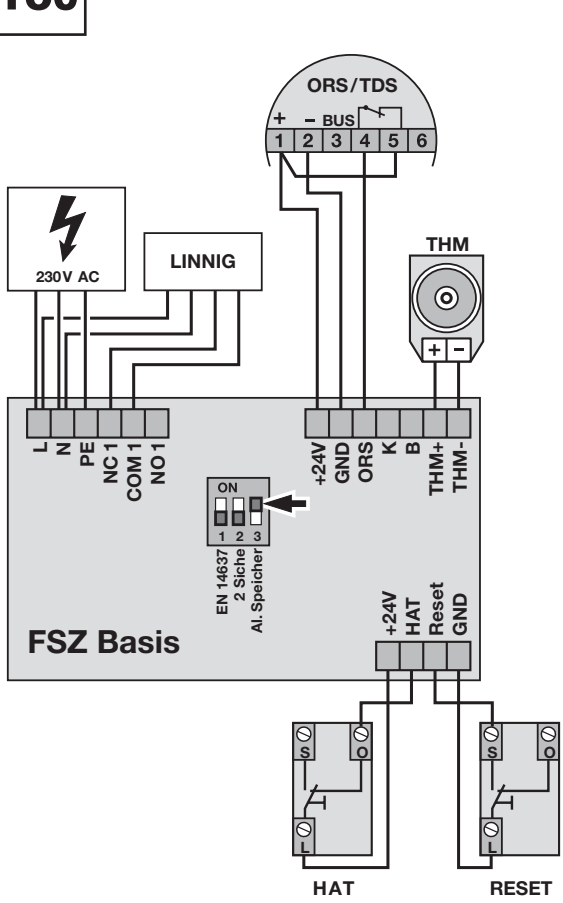 ORS/TDS
+ – BUS
1 2 3 4 5 6
230V AC
LINNIG
THM
+ –
L
N
PE
NC 1
COM 1
NO 1
+24V
GND
ORS
K
B
THM+
THM-
ON
1 2 3
EN 14637
2 Siche
Al. Speicher
FSZ Basis
+24V
HAT
Reset
GND
S O
L
S O
L
HAT
RESET